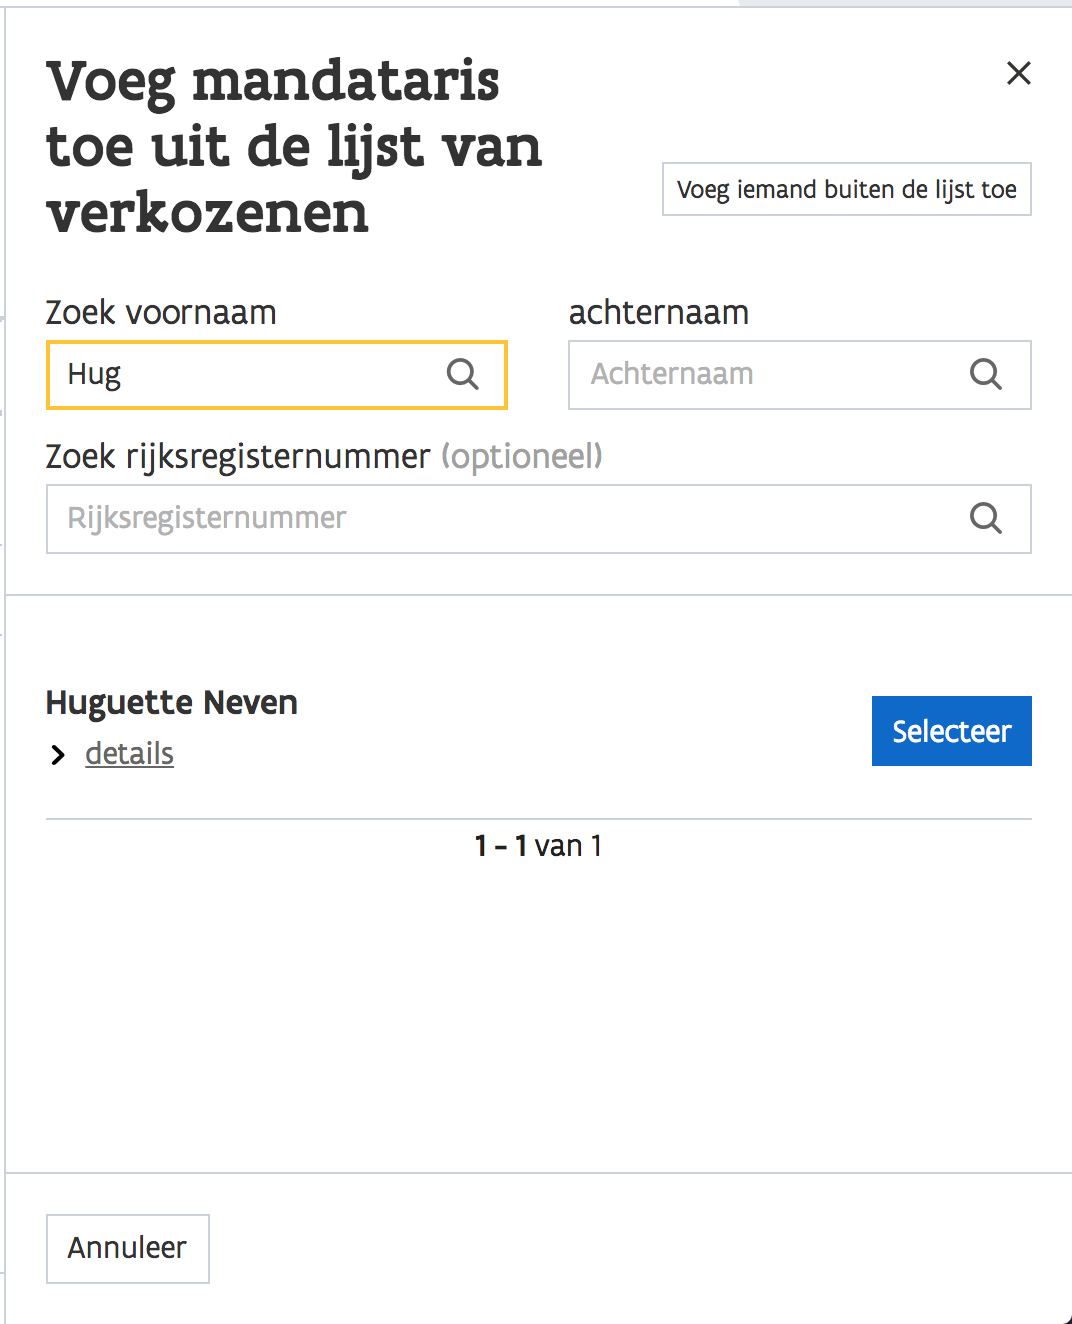 Voeg mandataris
toe uit de lijst van
verkozenen
Voeg iemand buiten de lijst toe
Zoek voornaam
achternaam
Hug
Achternaam
Zoek rijksregisternummer (optioneel)
Rijksregisternummer
Huguette Neven
details
Selecteer
1 - 1 van 1
Annuleer